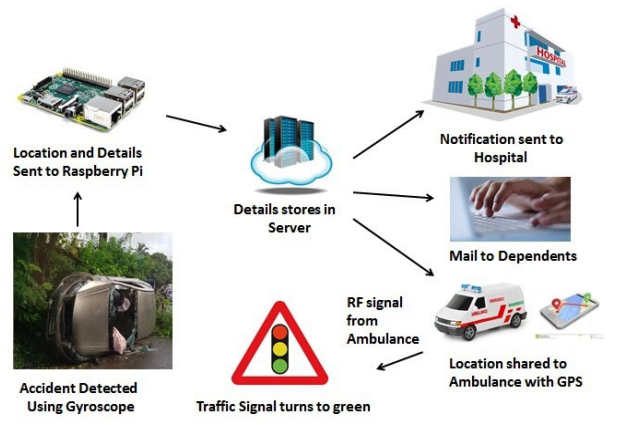 HOSPITAL
Location and Details
Sent to Raspberry Pi
Notification sent to
Hospital
Details stores in
Server
Mail to Dependents
RF signal
from
Ambulance
AMBULANCE
Location shared to
Ambulance with GPS
Accident Detected
Using Gyroscope
Traffic Signal turns to green